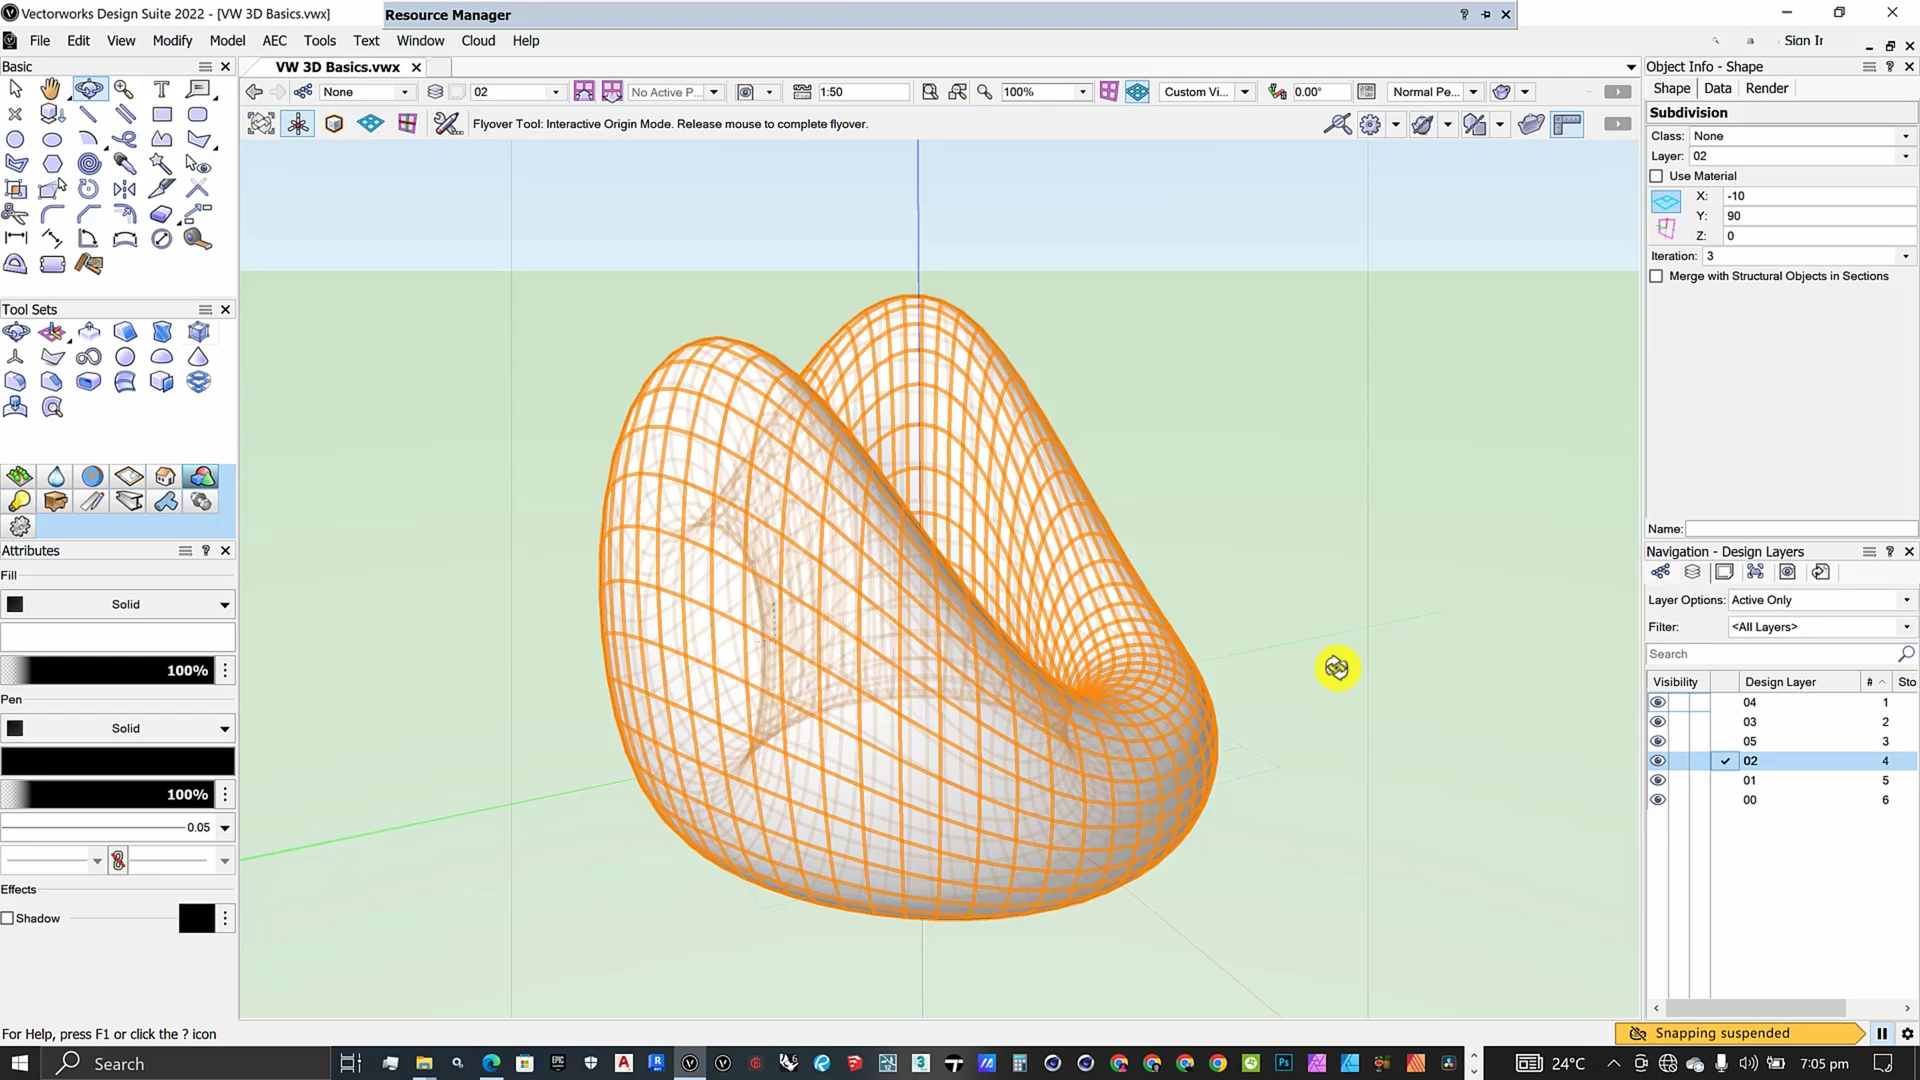 Vectorworks Design Suite 2022 - [VW 3D Basics.vwx]
Resource Manager
File Edit View Modify Model AEC Tools Text Window Cloud Help
Sign Ir
Basic
VW 3D Basics.vwx
None
02
No Active P...
1:50
100%
Custom Vi...
0.00°
Normal Pe...
Flyover Tool: Interactive Origin Mode. Release mouse to complete flyover.
Object Info - Shape
Shape Data Render
Subdivision
Class: None
Layer: 02
Use Material
X: -10
Y: 90
Z: 0
Iteration: 3
Merge with Structural Objects in Sections
Name:
Tool Sets
Attributes
Fill
Solid
100%
Pen
Solid
100%
0.05
Effects
Shadow
Navigation - Design Layers
Layer Options: Active Only
Filter: <All Layers>
Search
Visibility Design Layer # Sto
04 1
03 2
05 3
02 4
01 5
00 6
For Help, press F1 or click the ? icon
Snapping suspended
Search
24°C
7:05 pm